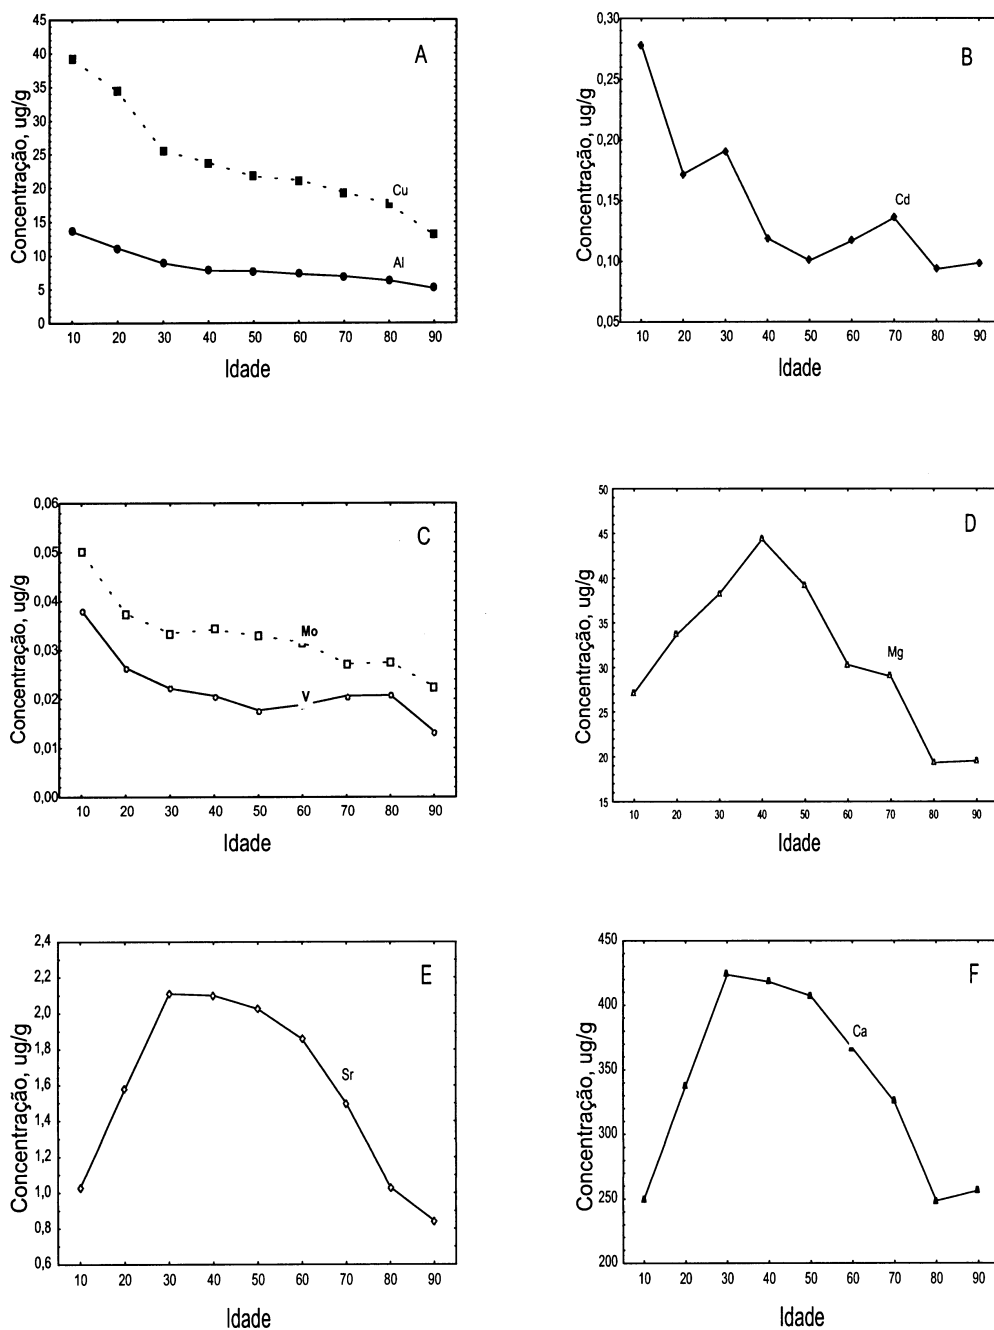 A
Concentração, ug/g
45
40
35
30
25
20
15
10
5
0
Cu
Al
10 20 30 40 50 60 70 80 90
Idade
B
Concentração, ug/g
0,30
0,25
0,20
0,15
0,10
0,05
Cd
10 20 30 40 50 60 70 80 90
Idade
C
Concentração, ug/g
0,06
0,05
0,04
0,03
0,02
0,01
0,00
Mo
V
10 20 30 40 50 60 70 80 90
Idade
D
Concentração, ug/g
50
45
40
35
30
25
20
15
Mg
10 20 30 40 50 60 70 80 90
Idade
E
Concentração, ug/g
2,4
2,2
2,0
1,8
1,6
1,4
1,2
1,0
0,8
0,6
Sr
10 20 30 40 50 60 70 80 90
Idade
F
Concentração, ug/g
450
400
350
300
250
200
Ca
10 20 30 40 50 60 70 80 90
Idade